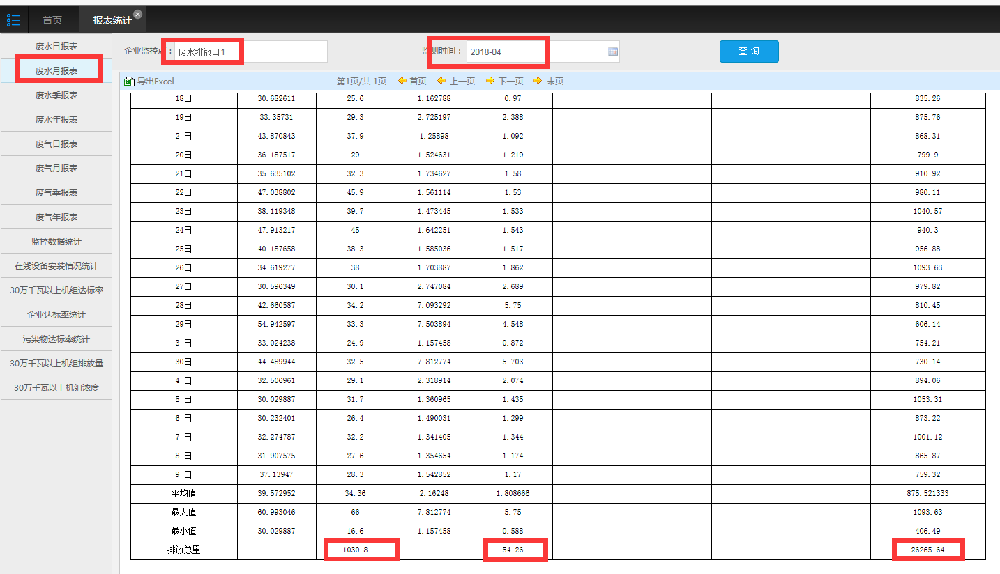 首页 报表统计
废水日报表
废水月报表
废水季报表
废水年报表
废气日报表
废气月报表
废气季报表
废气年报表
监控数据统计
在线设备安装情况统计
30万千瓦以上机组达标率
企业达标率统计
污染物达标率统计
30万千瓦以上机组排放量
30万千瓦以上机组浓度
企业监控点: 废水排放口1 监测时间: 2018-04 查 询
导出Excel 第1页/共 1页 首页 上一页 下一页 末页
18日 30.682611 25.6 1.162788 0.97 835.26
19日 33.35731 29.3 2.725197 2.388 875.76
2 日 43.870843 37.9 1.25898 1.092 868.31
20日 36.187517 29 1.524631 1.219 799.9
21日 35.635102 32.3 1.734627 1.58 910.92
22日 47.038802 45.9 1.561114 1.53 980.11
23日 38.119348 39.7 1.473445 1.533 1040.57
24日 47.913217 45 1.642251 1.543 940.3
25日 40.187658 38.3 1.585036 1.517 956.88
26日 34.619277 38 1.703887 1.862 1093.63
27日 30.596349 30.1 2.747084 2.689 979.82
28日 42.660587 34.2 7.093292 5.75 810.45
29日 54.942597 33.3 7.503894 4.548 606.14
3 日 33.024238 24.9 1.157458 0.872 754.21
30日 44.489944 32.5 7.812774 5.703 730.14
4 日 32.506961 29.1 2.318914 2.074 894.06
5 日 30.029887 31.7 1.360965 1.435 1053.31
6 日 30.232401 26.4 1.490031 1.299 873.22
7 日 32.274787 32.2 1.341405 1.344 1001.12
8 日 31.907575 27.6 1.354654 1.174 865.87
9 日 37.13947 28.3 1.542852 1.17 759.32
平均值 39.572952 34.36 2.16248 1.808666 875.521333
最大值 60.993046 66 7.812774 5.75 1093.63
最小值 30.029887 16.6 1.157458 0.588 406.49
排放总量 1030.8 54.26 26265.64